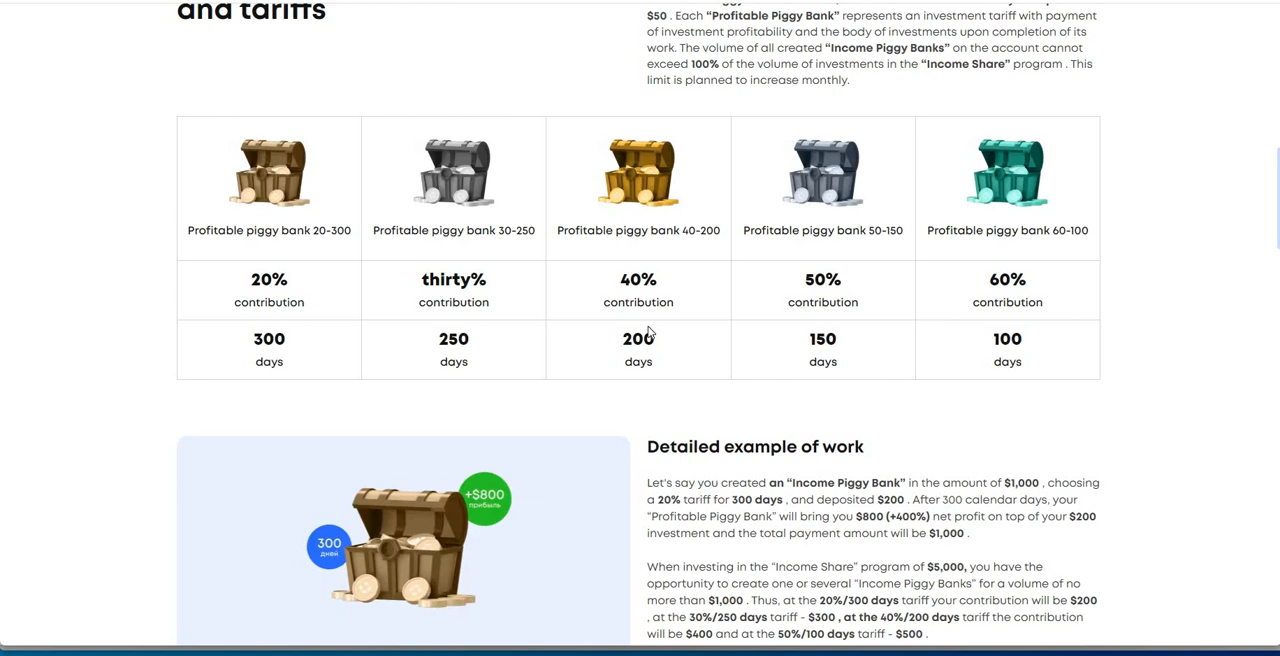 and tariffs
$50 . Each “Profitable Piggy Bank” represents an investment tariff with payment
of investment profitability and the body of investments upon completion of its
work. The volume of all created “Income Piggy Banks” on the account cannot
exceed 100% of the volume of investments in the “Income Share” program . This
limit is planned to increase monthly.
Profitable piggy bank 20-300
Profitable piggy bank 30-250
Profitable piggy bank 40-200
Profitable piggy bank 50-150
Profitable piggy bank 60-100
20%
contribution
thirty%
contribution
40%
contribution
50%
contribution
60%
contribution
300
days
250
days
200
days
150
days
100
days
+$800
прибыль
300
дней
Detailed example of work
Let's say you created an “Income Piggy Bank” in the amount of $1,000 , choosing
a 20% tariff for 300 days , and deposited $200 . After 300 calendar days, your
“Profitable Piggy Bank” will bring you $800 (+400%) net profit on top of your $200
investment and the total payment amount will be $1,000 .
When investing in the “Income Share” program of $5,000, you have the
opportunity to create one or several “Income Piggy Banks” for a volume of no
more than $1,000 . Thus, at the 20%/300 days tariff your contribution will be $200
, at the 30%/250 days tariff - $300 , at the 40%/200 days tariff the contribution
will be $400 and at the 50%/100 days tariff - $500 .